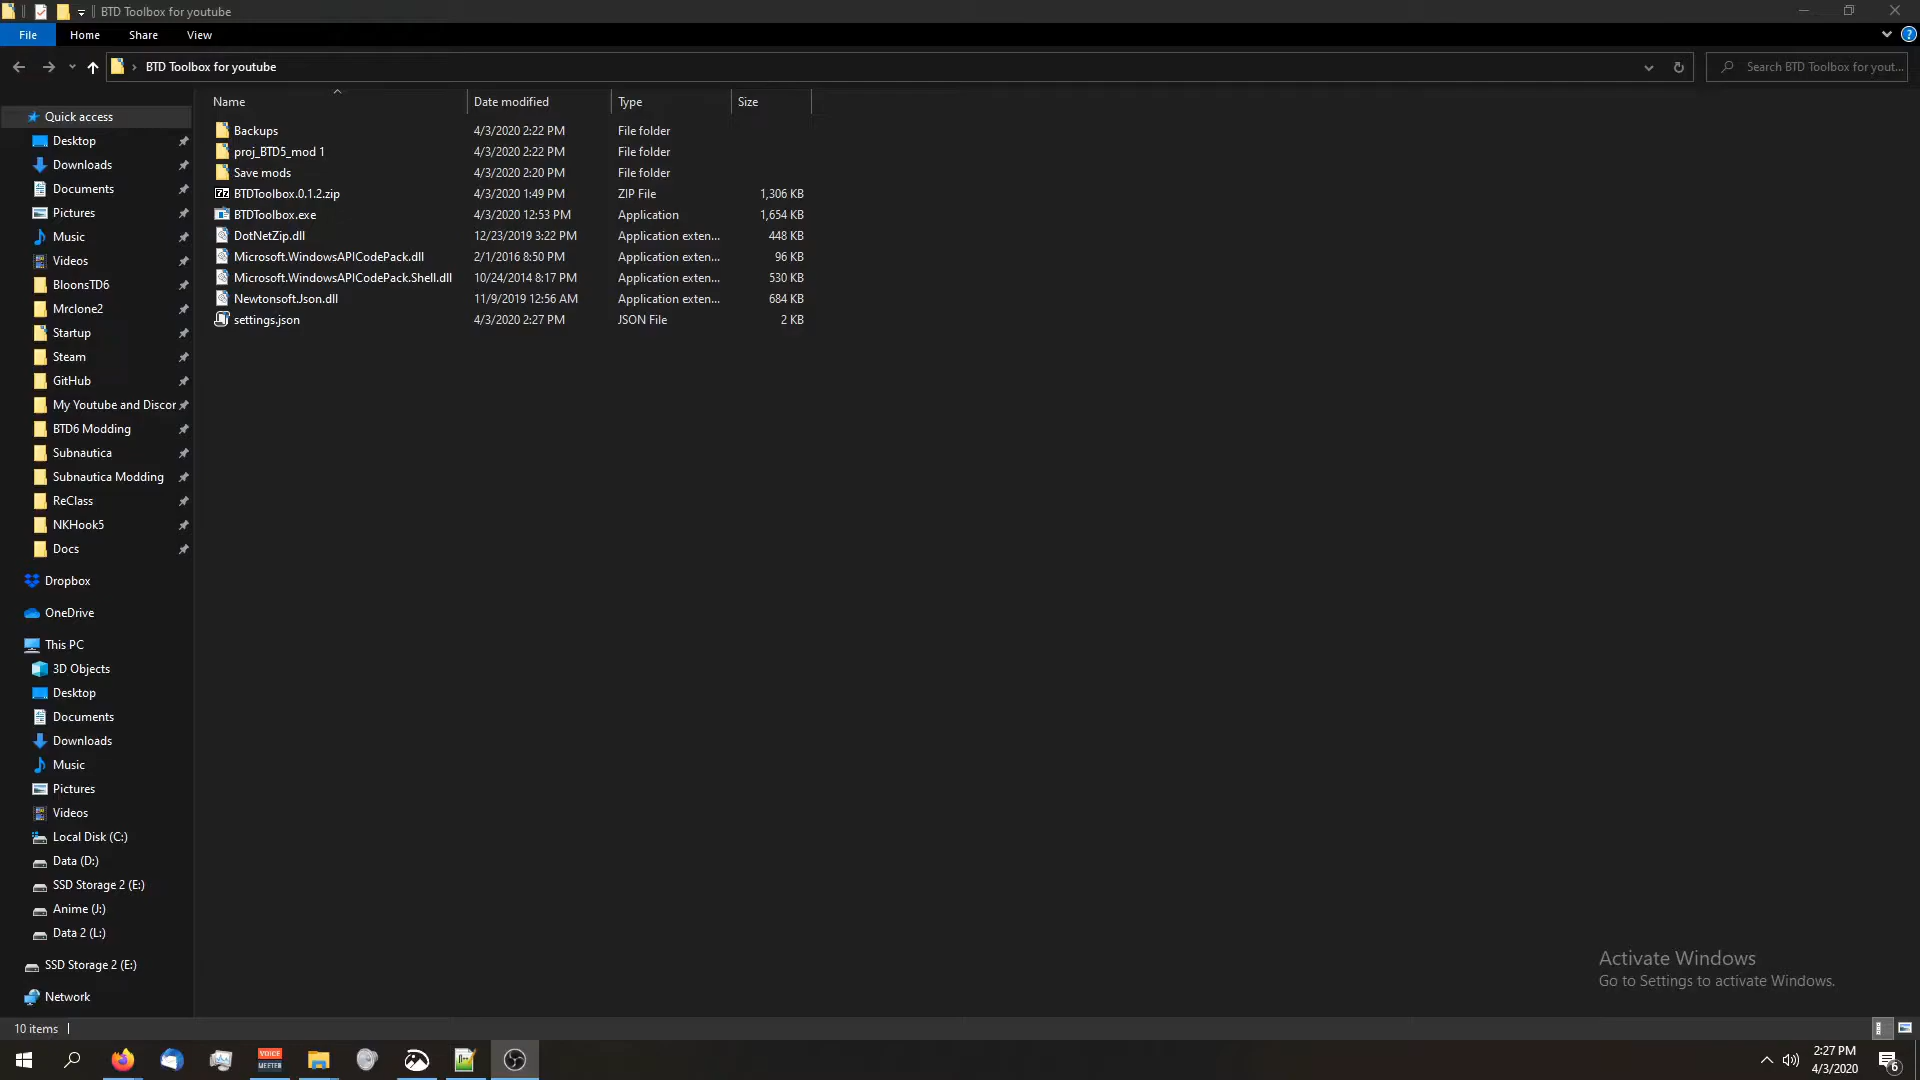 BTD Toolbox for youtube
File Home Share View
BTD Toolbox for youtube
Search BTD Toolbox for yout...
Name Date modified Type Size
Backups 4/3/2020 2:22 PM File folder
proj_BTD5_mod 1 4/3/2020 2:22 PM File folder
Save mods 4/3/2020 2:20 PM File folder
BTDToolbox.0.1.2.zip 4/3/2020 1:49 PM ZIP File 1,306 KB
BTDToolbox.exe 4/3/2020 12:53 PM Application 1,654 KB
DotNetZip.dll 12/23/2019 3:22 PM Application exten... 448 KB
Microsoft.WindowsAPICodePack.dll 2/1/2016 8:50 PM Application exten... 96 KB
Microsoft.WindowsAPICodePack.Shell.dll 10/24/2014 8:17 PM Application exten... 530 KB
Newtonsoft.Json.dll 11/9/2019 12:56 AM Application exten... 684 KB
settings.json 4/3/2020 2:27 PM JSON File 2 KB
Quick access
Desktop
Downloads
Documents
Pictures
Music
Videos
BloonsTD6
Mrclone2
Startup
Steam
GitHub
My Youtube and Discor
BTD6 Modding
Subnautica
Subnautica Modding
ReClass
NKHook5
Docs
Dropbox
OneDrive
This PC
3D Objects
Desktop
Documents
Downloads
Music
Pictures
Videos
Local Disk (C:)
Data (D:)
SSD Storage 2 (E:)
Anime (J:)
Data 2 (L:)
SSD Storage 2 (E:)
Network
Activate Windows
Go to Settings to activate Windows.
10 items
VOICE
MEETER
2:27 PM
4/3/2020
6